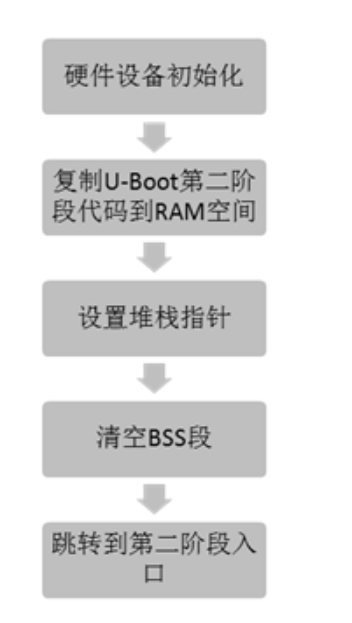 硬件设备初始化
复制U-Boot第二阶
段代码到RAM空间
设置堆栈指针
清空BSS段
跳转到第二阶段入
口